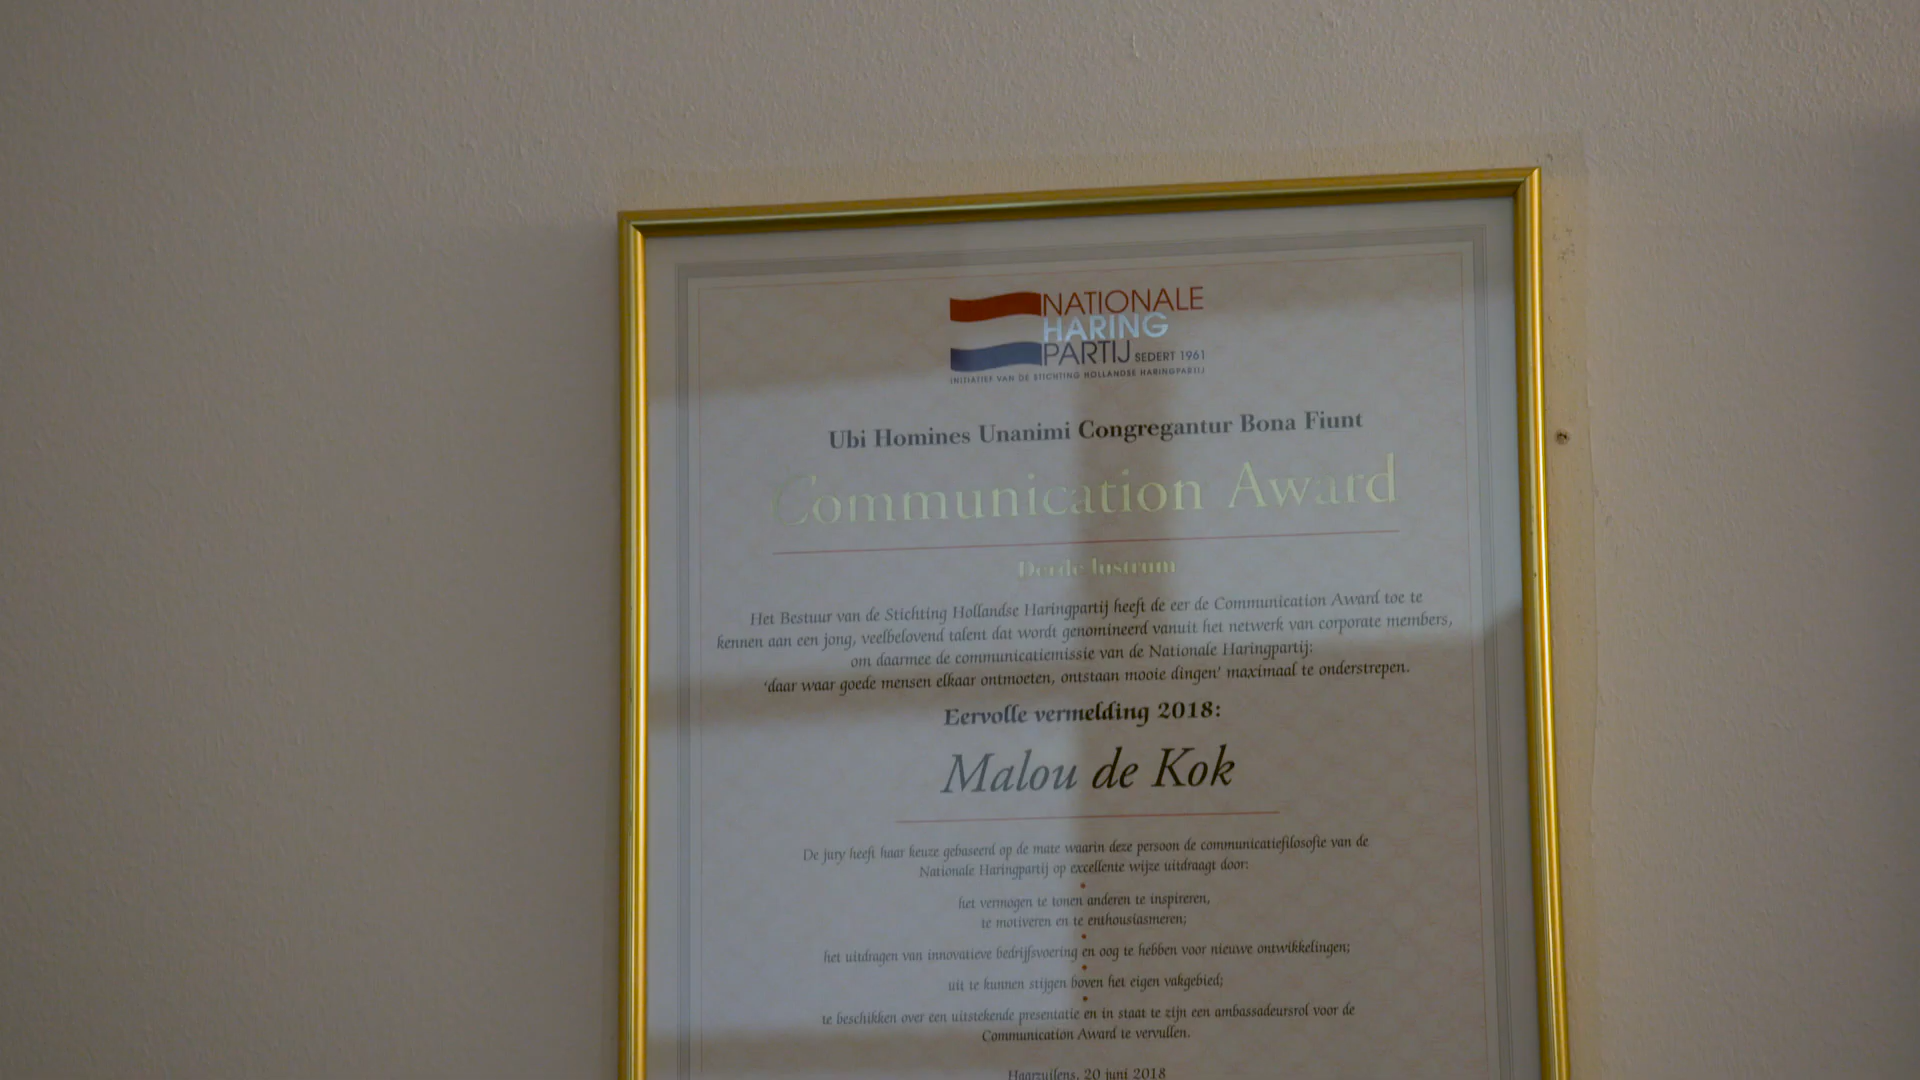 NATIONALE
HARING
PARTIJ SEDERT 1961
INITIATIEF VAN DE STICHTING HOLLANDSE HARINGPARTIJ
Ubi Homines Unanimi Congregantur Bona Fiunt
Communication Award
Derde lustrum
Het Bestuur van de Stichting Hollandse Haringpartij heeft de eer de Communication Award toe te
kennen aan een jong, veelbelovend talent dat wordt genomineerd vanuit het netwerk van corporate members,
om daarmee de communicatiemissie van de Nationale Haringpartij:
'daar waar goede mensen elkaar ontmoeten, ontstaan mooie dingen' maximaal te onderstrepen.
Eervolle vermelding 2018:
Malou de Kok
De jury heeft haar keuze gebaseerd op de mate waarin deze persoon de communicatiefilosofie van de
Nationale Haringpartij op excellente wijze uitdraagt door:
het vermogen te tonen anderen te inspireren,
te motiveren en te enthousiasmeren;
het uitdragen van innovatieve bedrijfsvoering en oog te hebben voor nieuwe ontwikkelingen;
uit te kunnen stijgen boven het eigen vakgebied;
te beschikken over een uitstekende presentatie en in staat te zijn een ambassadeursrol voor de
Communication Award te vervullen.
Haarzuilens, 20 juni 2018